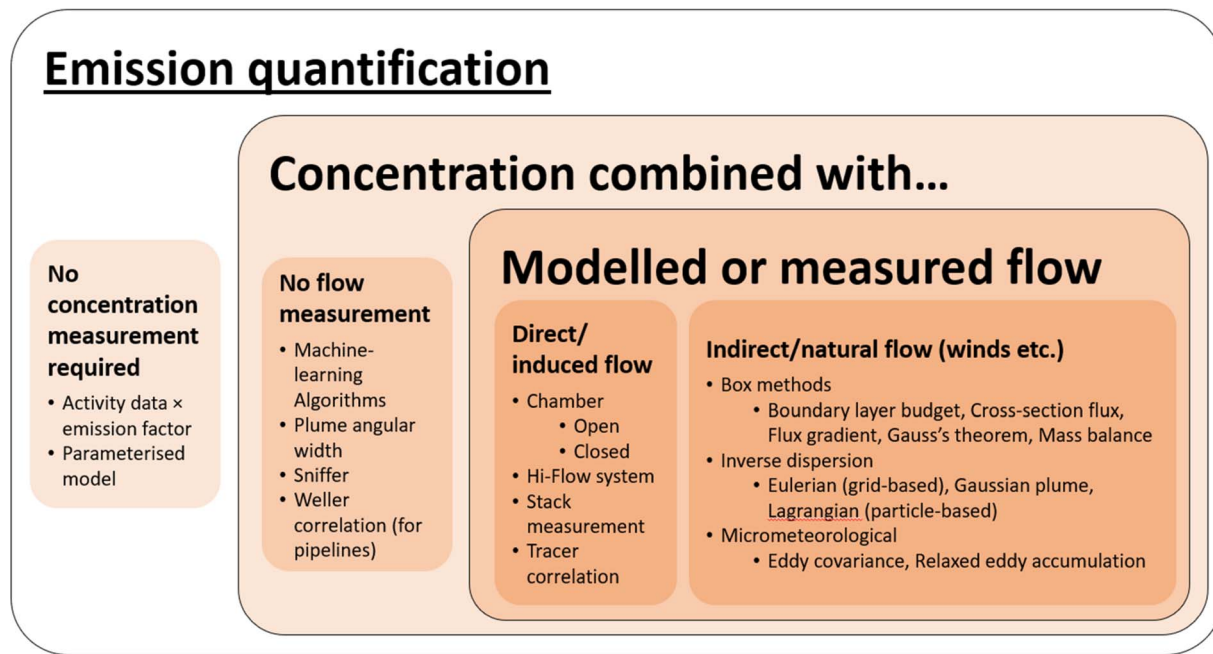 Emission quantification
Concentration combined with...
No
concentration
measurement
required
• Activity data ×
emission factor
• Parameterised
model
No flow
measurement
• Machine-
learning
Algorithms
• Plume angular
width
• Sniffer
• Weller
correlation (for
pipelines)
Modelled or measured flow
Direct/
induced flow
• Chamber
• Open
• Closed
• Hi-Flow system
• Stack
measurement
• Tracer
correlation
Indirect/natural flow (winds etc.)
• Box methods
• Boundary layer budget, Cross-section flux,
Flux gradient, Gauss’s theorem, Mass balance
• Inverse dispersion
• Eulerian (grid-based), Gaussian plume,
Lagrangian (particle-based)
• Micrometeorological
• Eddy covariance, Relaxed eddy accumulation